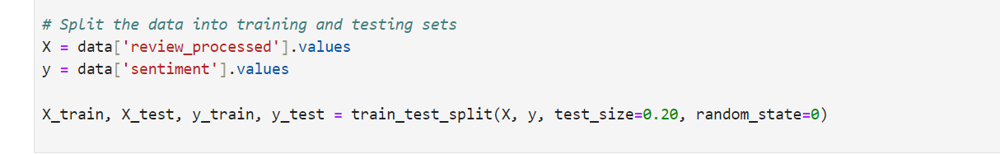 # Split the data into training and testing sets
X = data['review_processed'].values
y = data['sentiment'].values
X_train, X_test, y_train, y_test = train_test_split(X, y, test_size=0.20, random_state=0)